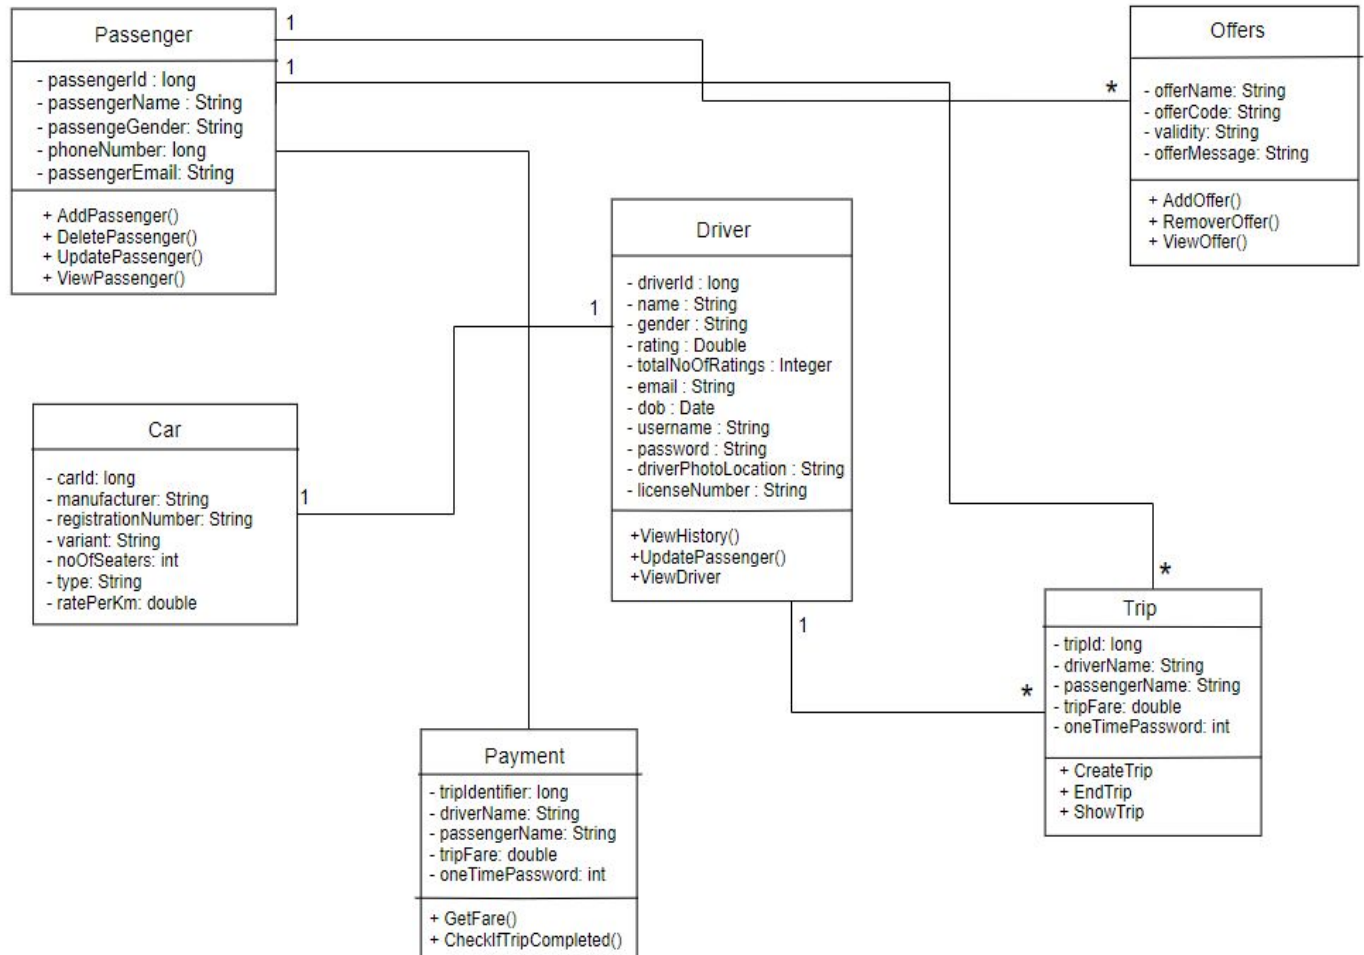 Passenger
- passengerId : long
- passengerName : String
- passengeGender: String
- phoneNumber: long
- passengerEmail: String
+ AddPassenger()
+ DeletePassenger()
+ UpdatePassenger()
+ ViewPassenger()
1
1
*
Offers
- offerName: String
- offerCode: String
- validity: String
- offerMessage: String
+ AddOffer()
+ RemoverOffer()
+ ViewOffer()
Driver
- driverId : long
- name : String
- gender : String
- rating : Double
- totalNoOfRatings : Integer
- email : String
- dob : Date
- username : String
- password : String
- driverPhotoLocation : String
- licenseNumber : String
+ViewHistory()
+UpdatePassenger()
+ViewDriver
1
1
Car
- carId: long
- manufacturer: String
- registrationNumber: String
- variant: String
- noOfSeaters: int
- type: String
- ratePerKm: double
1
*
*
Trip
- tripId: long
- driverName: String
- passengerName: String
- tripFare: double
- oneTimePassword: int
+ CreateTrip
+ EndTrip
+ ShowTrip
Payment
- tripIdentifier: long
- driverName: String
- passengerName: String
- tripFare: double
- oneTimePassword: int
+ GetFare()
+ CheckIfTripCompleted()